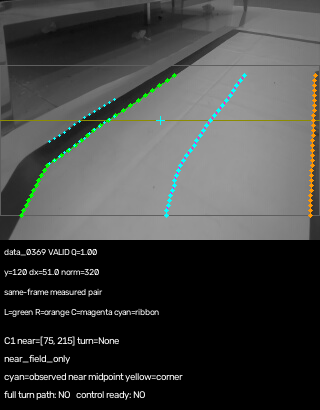 data_0369 VALID Q=1.00
y=120 dx=51.0 norm=320
same-frame measured pair
L=green R=orange C=magenta cyan=ribbon
C1 near=[75, 215] turn=None
near_field_only
cyan=observed near midpoint yellow=corner
full turn path: NO control ready: NO